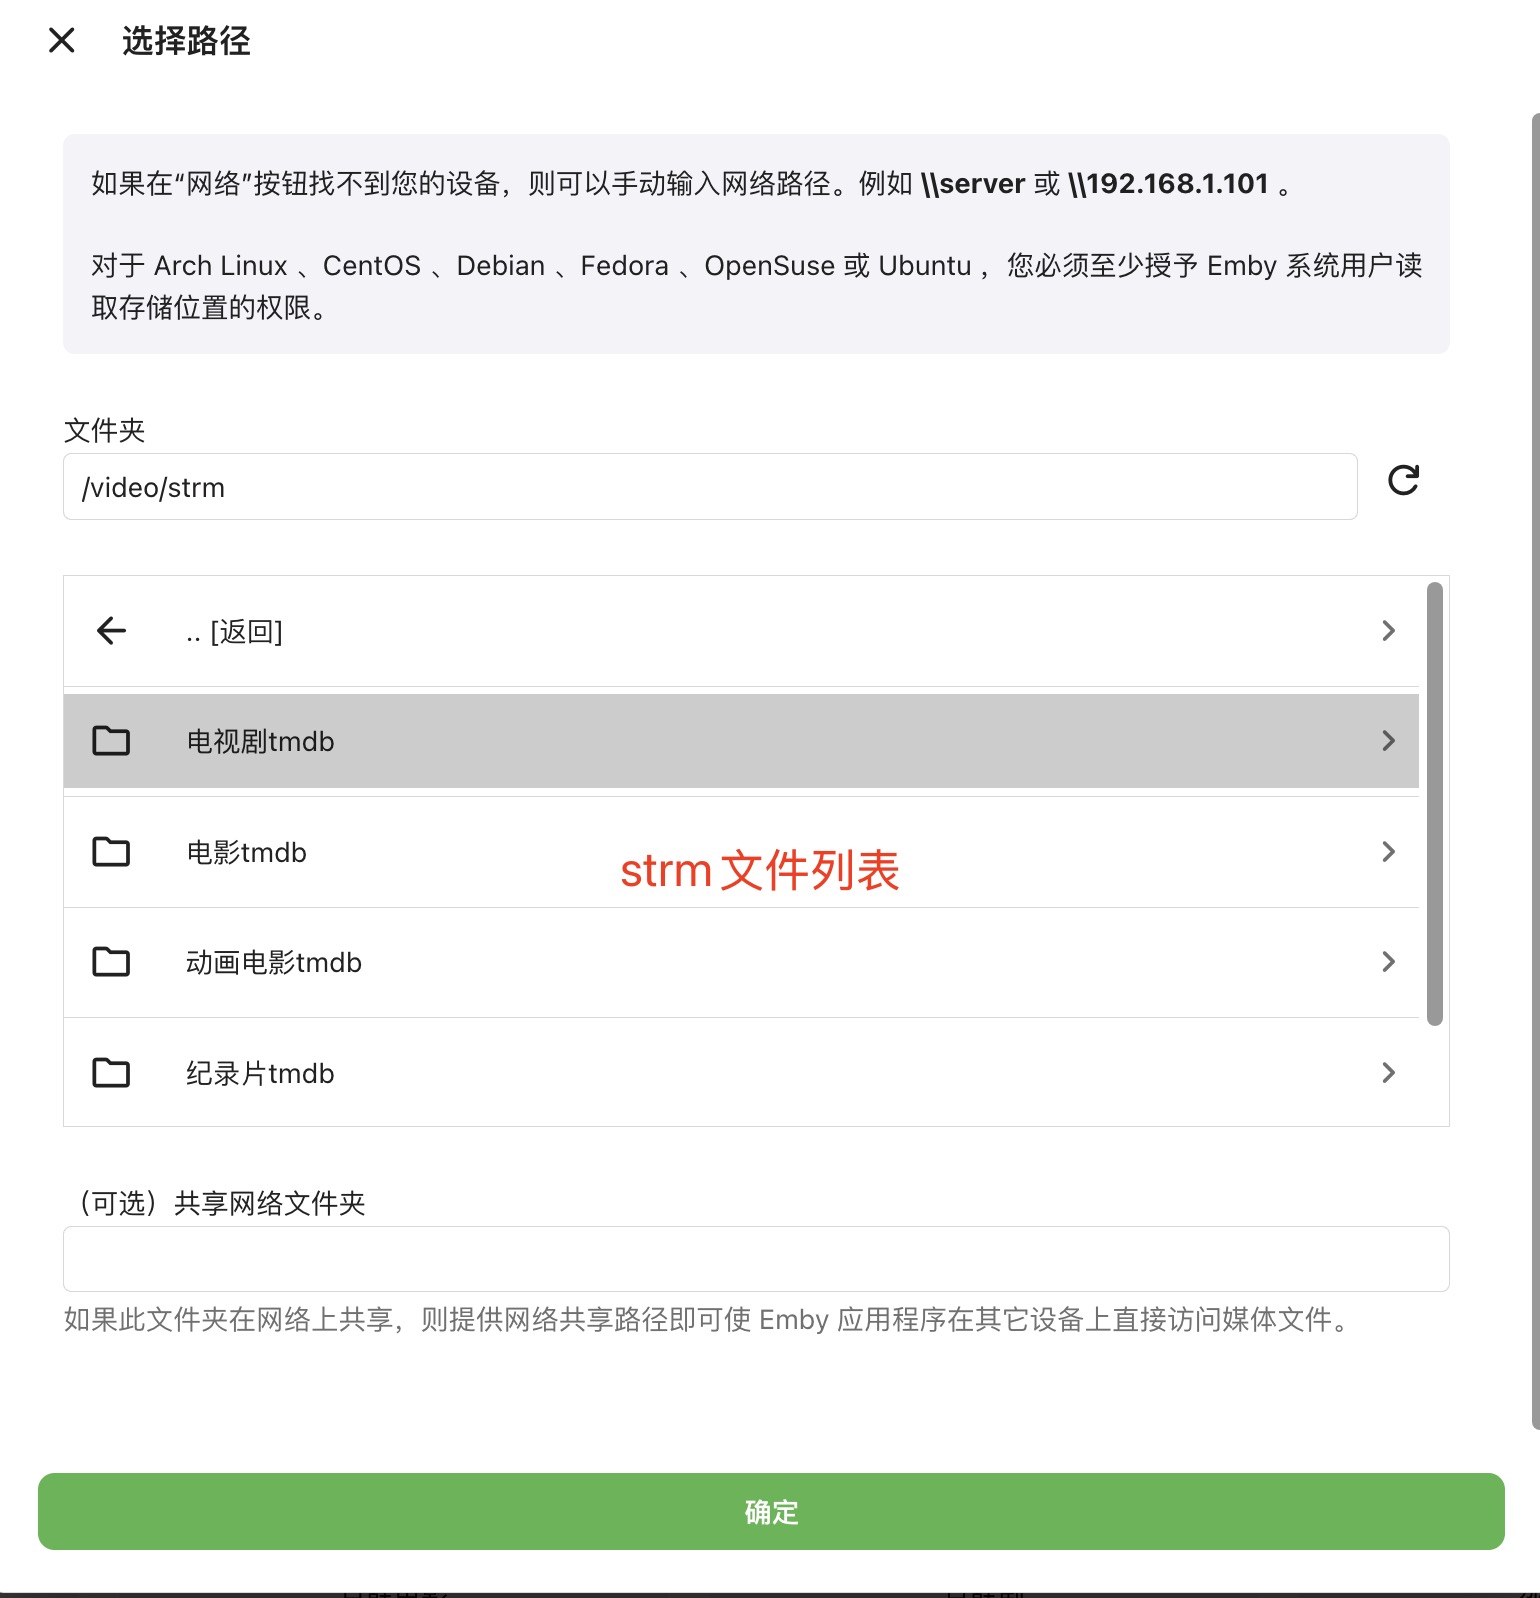 选择路径
如果在“网络”按钮找不到您的设备，则可以手动输入网络路径。例如 \\server 或 \\192.168.1.101 。
对于 Arch Linux 、CentOS 、Debian 、Fedora 、OpenSuse 或 Ubuntu ，您必须至少授予 Emby 系统用户读
取存储位置的权限。
文件夹
/video/strm
.. [返回]
电视剧tmdb
电影tmdb
strm文件列表
动画电影tmdb
纪录片tmdb
（可选）共享网络文件夹
如果此文件夹在网络上共享，则提供网络共享路径即可使 Emby 应用程序在其它设备上直接访问媒体文件。
确定